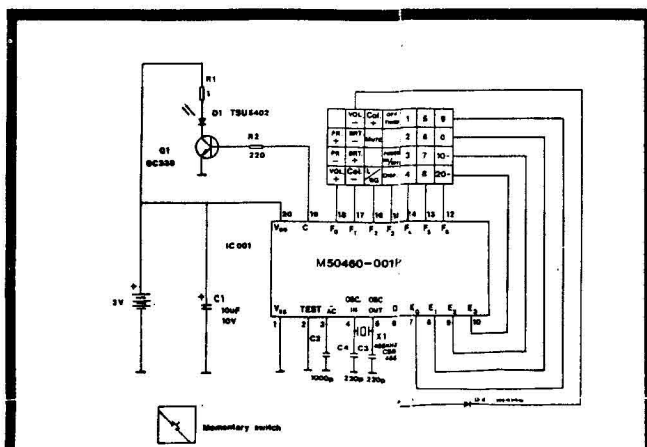 R1
1
D1 TSU5402
R2
220
Q1
BC338
VOL - Col. + OFF TIMER 1 5 9
PR + BRT. - Mute 2 6 0
PR - BRT. + 3 7 10-
VOL + Col. - 4 8 20-
20 19 18 17 16 15 14 13 12
VDD C F0 F1 F2 F3 F4 F5 F6
IC001
M50460-001P
3V
C1
10uF
10V
OSC. OSC
VSS TEST AC IN OUT D E0 E1 E2 E3
1 2 3 4 5 6 7 8 9 10
X1
C2 C4 C3
1000p 220p 220p
Momentary switch